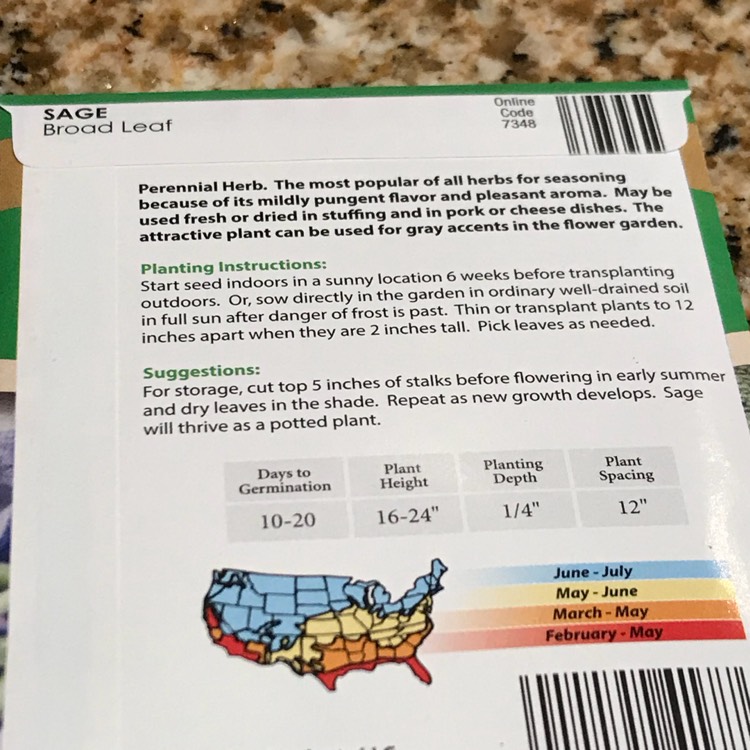 SAGE
Broad Leaf
Online
Code
7348
Perennial Herb. The most popular of all herbs for seasoning
because of its mildly pungent flavor and pleasant aroma. May be
used fresh or dried in stuffing and in pork or cheese dishes. The
attractive plant can be used for gray accents in the flower garden.
Planting Instructions:
Start seed indoors in a sunny location 6 weeks before transplanting
outdoors. Or, sow directly in the garden in ordinary well-drained soil
in full sun after danger of frost is past. Thin or transplant plants to 12
inches apart when they are 2 inches tall. Pick leaves as needed.
Suggestions:
For storage, cut top 5 inches of stalks before flowering in early summer
and dry leaves in the shade. Repeat as new growth develops. Sage
will thrive as a potted plant.
Days to
Germination
Plant
Height
Planting
Depth
Plant
Spacing
10-20
16-24"
1/4"
12"
June - July
May - June
March - May
February - May